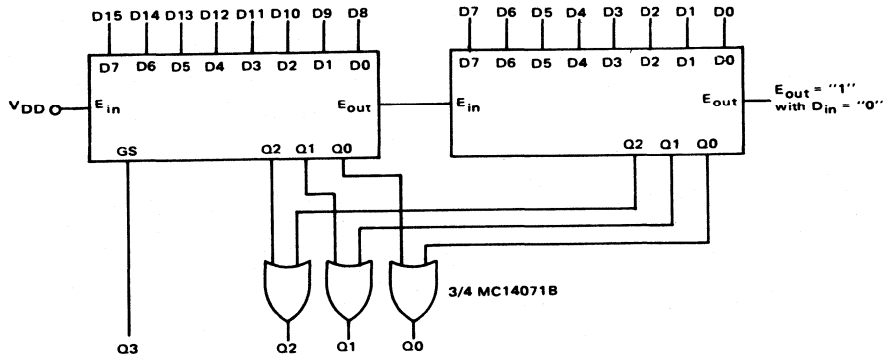 D15 D14 D13 D12 D11 D10 D9 D8
D7 D6 D5 D4 D3 D2 D1 D0
D7 D6 D5 D4 D3 D2 D1 D0
D7 D6 D5 D4 D3 D2 D1 D0
VDD
Ein
Eout
Ein
Eout
Eout = "1"
with Din = "0"
GS
Q2 Q1 Q0
Q2 Q1 Q0
3/4 MC14071B
Q3
Q2 Q1 Q0